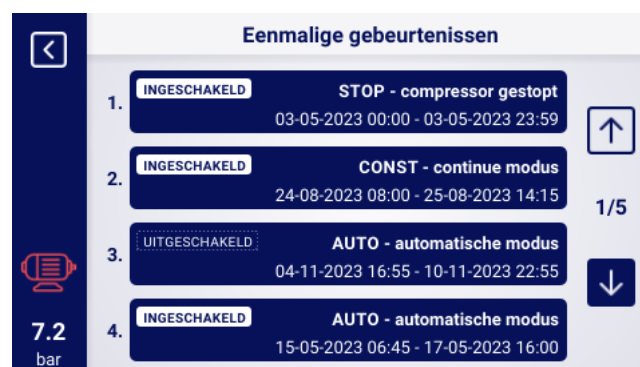 Eenmalige gebeurtenissen
1.
INGESCHAKELD
STOP - compressor gestopt
03-05-2023 00:00 - 03-05-2023 23:59
2.
INGESCHAKELD
CONST - continue modus
24-08-2023 08:00 - 25-08-2023 14:15
1/5
3.
UITGESCHAKELD
AUTO - automatische modus
04-11-2023 16:55 - 10-11-2023 22:55
4.
INGESCHAKELD
AUTO - automatische modus
15-05-2023 06:45 - 17-05-2023 16:00
7.2
bar